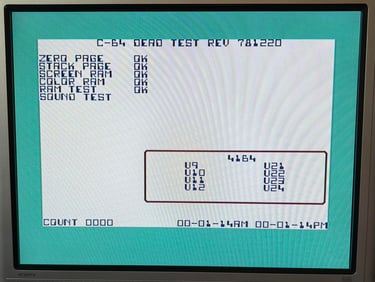 C-64 DEAD TEST REV 781220
ZERO PAGE OK
STACK PAGE OK
SCREEN RAM OK
COLOR RAM OK
RAM TEST OK
SOUND TEST
4164
U9 U21
U10 U22
U11 U23
U12 U24
COUNT 0000 00-01-14AM 00-01-14PM